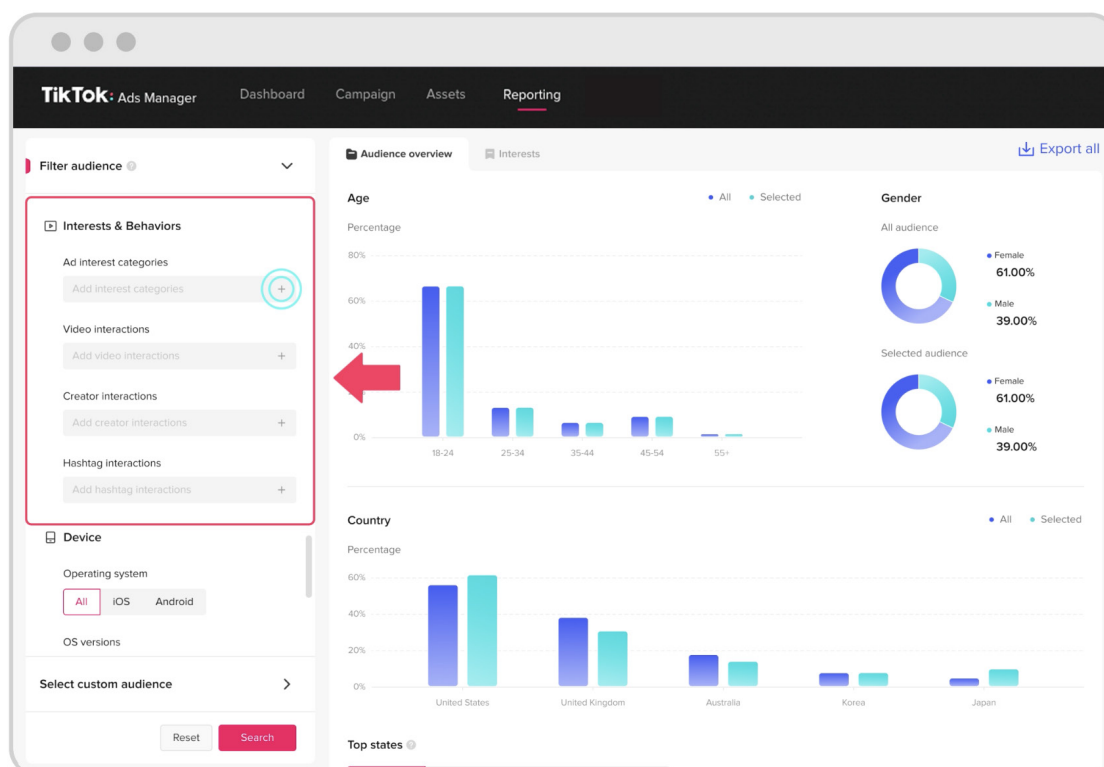 TikTok: Ads Manager
Dashboard
Campaign
Assets
Reporting
Filter audience
Interests & Behaviors
Ad interest categories
Add interest categories
+
Video interactions
Add video interactions
+
Creator interactions
Add creator interactions
+
Hashtag interactions
Add hashtag interactions
+
Device
Operating system
All
iOS
Android
OS versions
Select custom audience
Reset
Search
Audience overview
Interests
Export all
Age
All
Selected
Percentage
80%
60%
40%
0%
18-24
25-34
35-44
45-54
55+
Gender
All audience
Female
61.00%
Male
39.00%
Selected audience
Female
61.00%
Male
39.00%
Country
All
Selected
Percentage
60%
40%
20%
0%
United States
United Kingdom
Australia
Korea
Japan
Top states